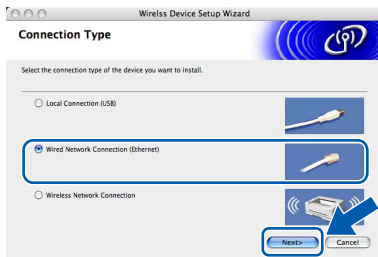 Wirelss Device Setup Wizard
Connection Type
Select the connection type of the device you want to install.
Local Connection (USB)
Wired Network Connection (Ethernet)
Wireless Network Connection
Next>
Cancel